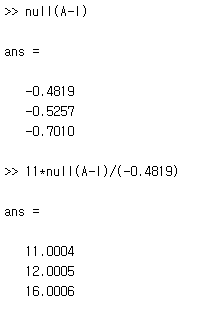 >> null(A-I)
ans =
-0.4819
-0.5257
-0.7010
>> 11*null(A-I)/(-0.4819)
ans =
11.0004
12.0005
16.0006